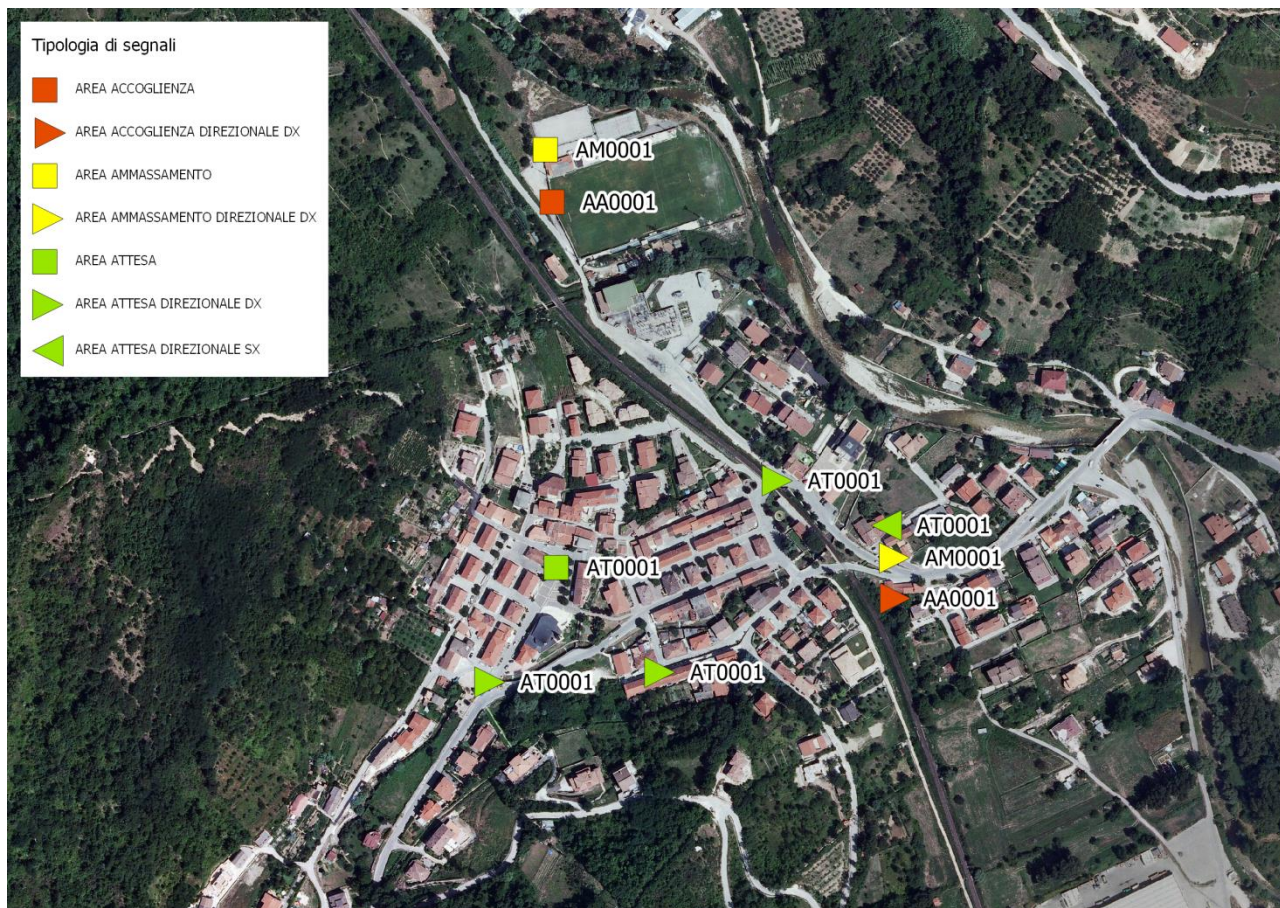 Tipologia di segnali
AREA ACCOGLIENZA
AREA ACCOGLIENZA DIREZIONALE DX
AREA AMMASSAMENTO
AREA AMMASSAMENTO DIREZIONALE DX
AREA ATTESA
AREA ATTESA DIREZIONALE DX
AREA ATTESA DIREZIONALE SX
AM0001
AA0001
AT0001
AT0001
AM0001
AT0001
AA0001
AT0001
AT0001